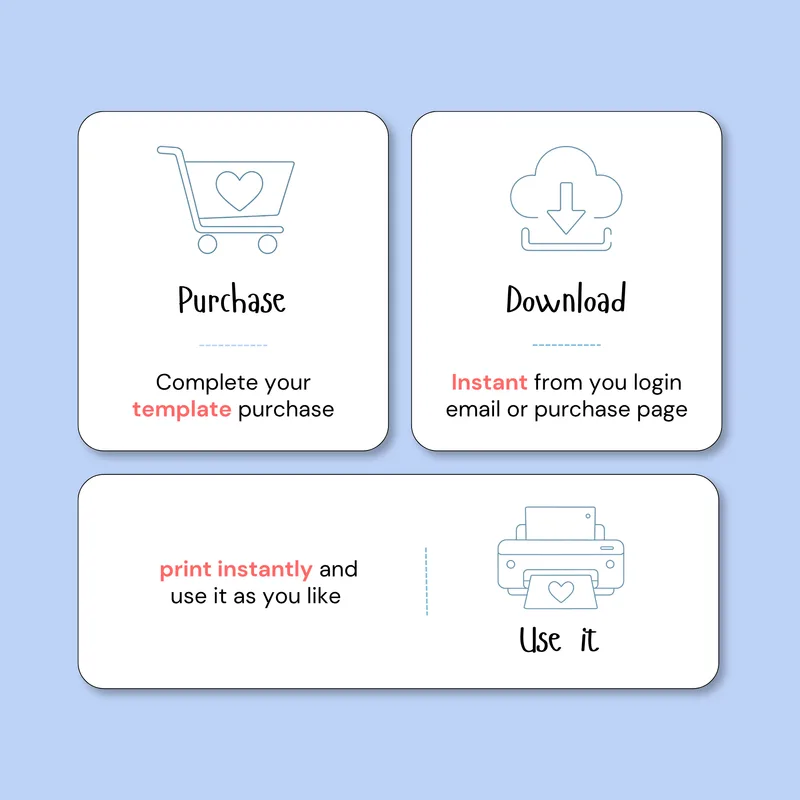 Purchase
Complete your
template purchase
Download
Instant from you login
email or purchase page
print instantly and
use it as you like
Use it